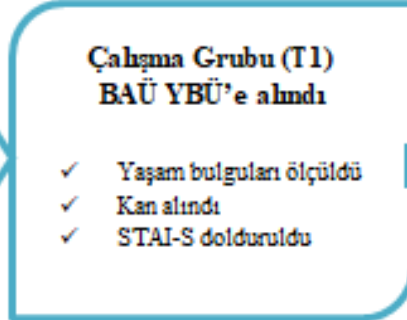 Çalışma Grubu (T1)
BAÜ YBÜ’e alındı
✓ Yaşam bulguları ölçüldü
✓ Kan alındı
✓ STAI-S dolduruldu